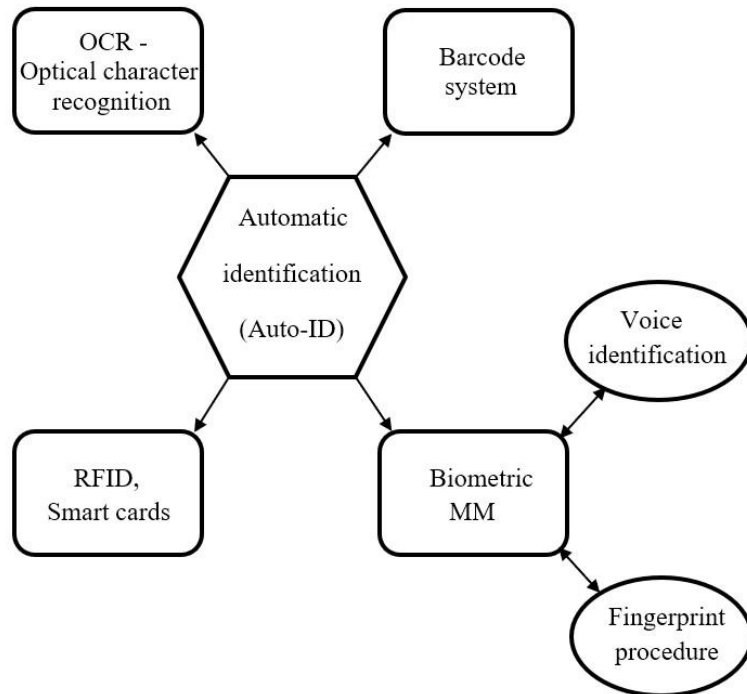 OCR -
Optical character
recognition
Barcode
system
Automatic
identification
(Auto-ID)
Voice
identification
RFID,
Smart cards
Biometric
MM
Fingerprint
procedure